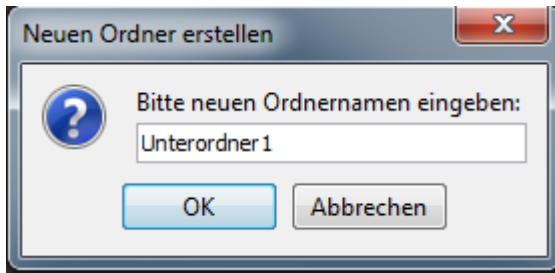 Neuen Ordner erstellen
Bitte neuen Ordnernamen eingeben:
Unterordner1
OK Abbrechen